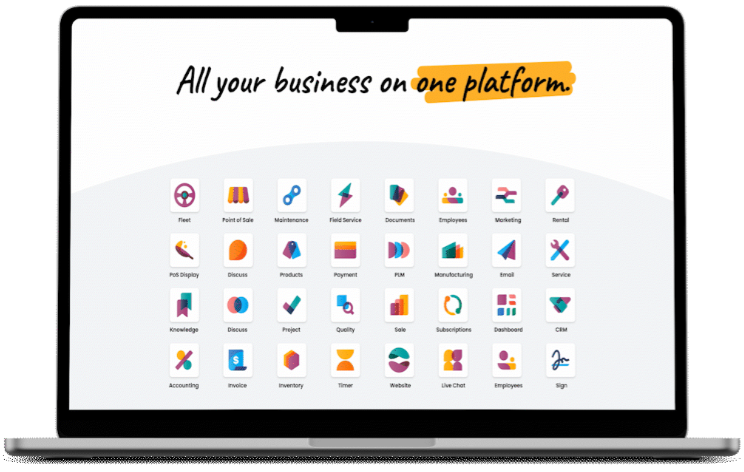 All your business on one platform.
Fleet Point of Sale Maintenance Field Service Documents Employees Marketing Rental
PoS Display Discuss Products Payment PLM Manufacturing Email Service
Knowledge Discuss Project Quality Sale Subscriptions Dashboard CRM
Accounting Invoice Inventory Timer Website Live Chat Employees Sign